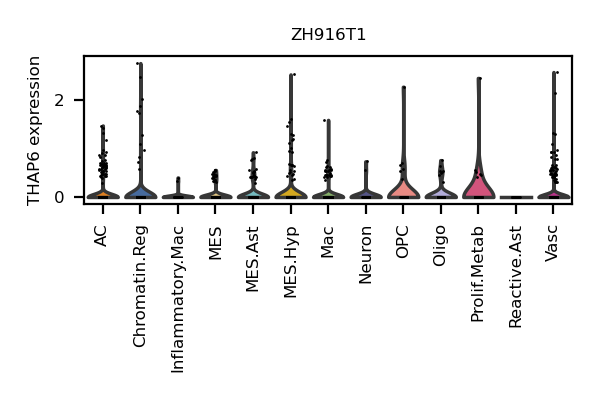 ZH916T1
THAP6 expression
2
0
AC
Chromatin.Reg
Inflammatory.Mac
MES
MES.Ast
MES.Hyp
Mac
Neuron
OPC
Oligo
Prolif.Metab
Reactive.Ast
Vasc